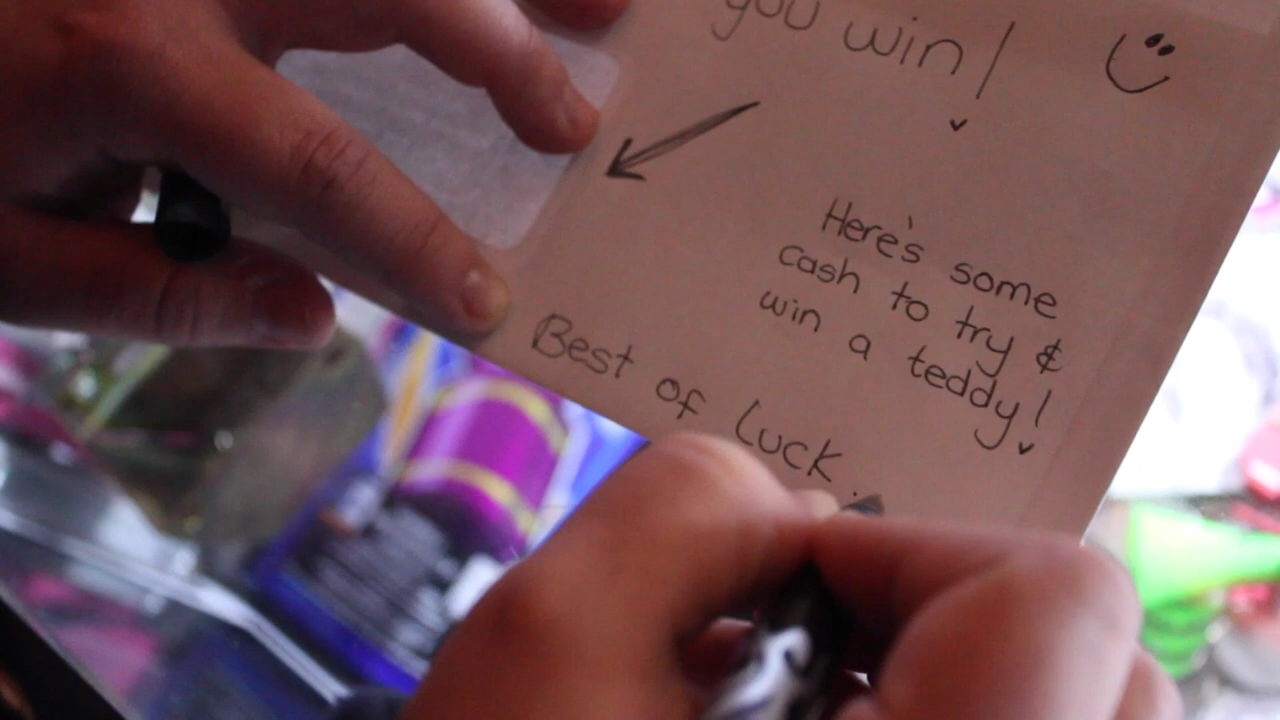 you win!
Here's some
cash to try &
win a teddy!
Best of Luck.